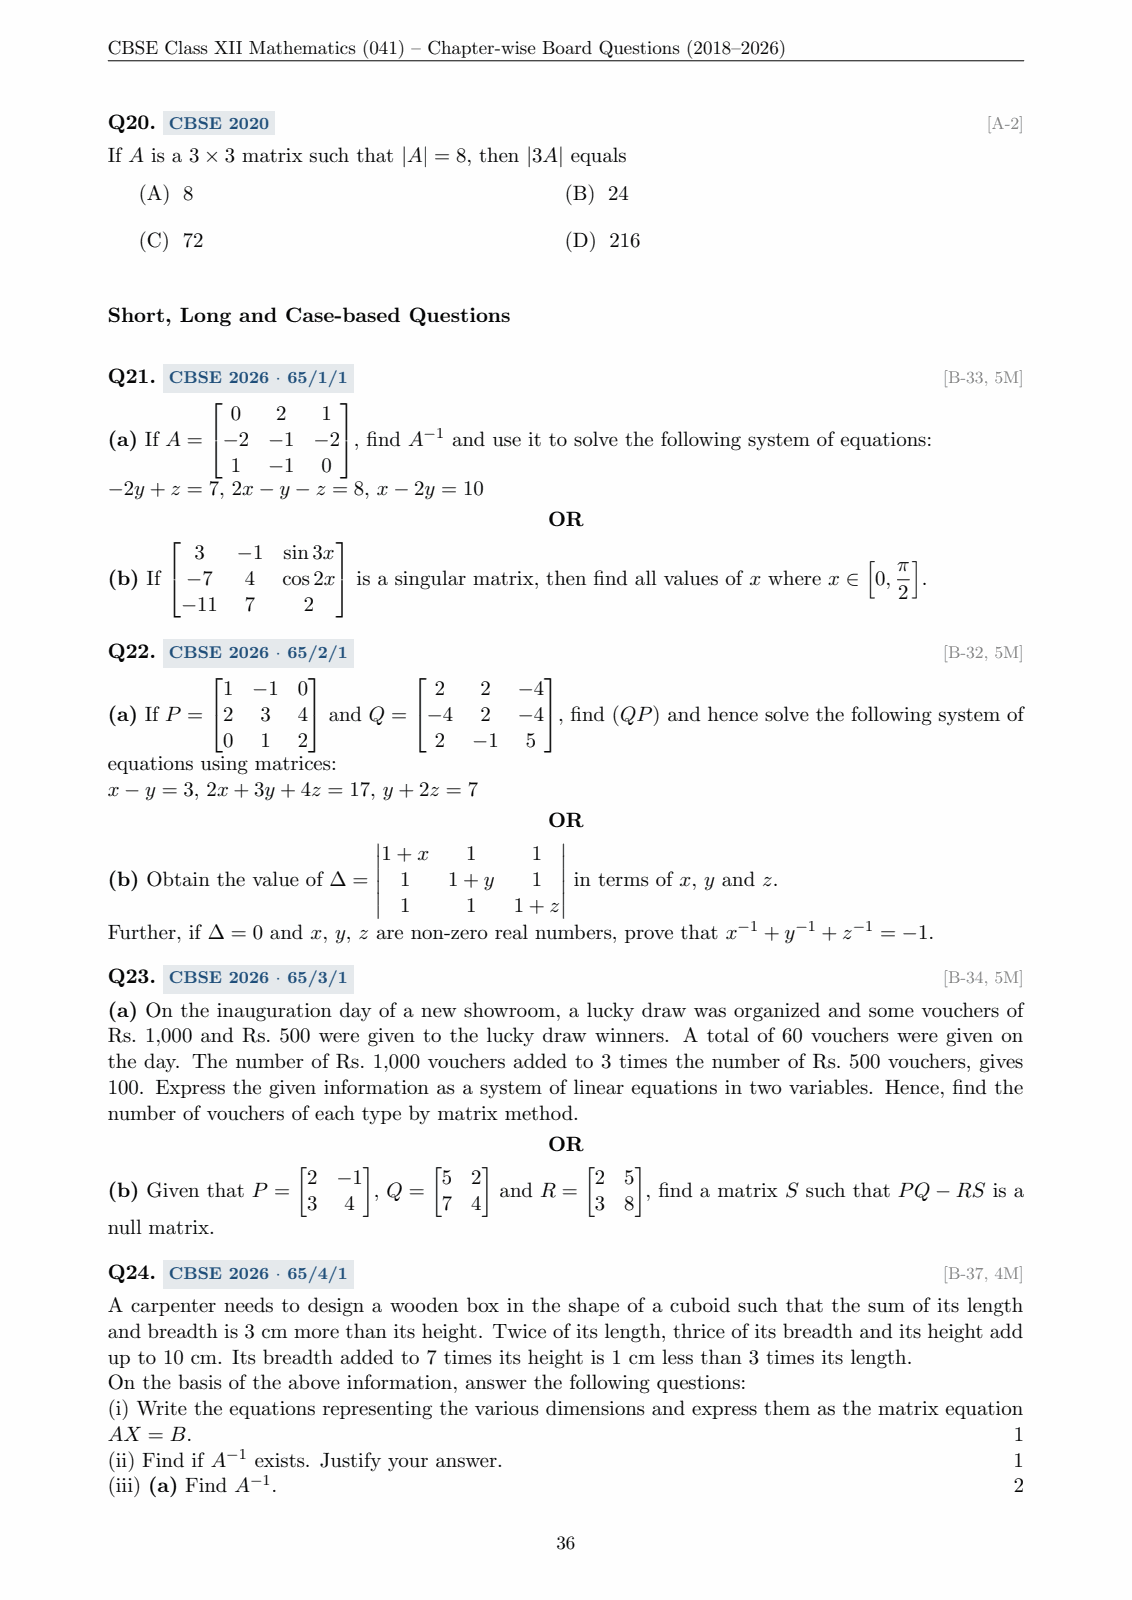 CBSE Class XII Mathematics (041) – Chapter-wise Board Questions (2018–2026)
Q20. CBSE 2020 [A-2]
If A is a 3 × 3 matrix such that |A| = 8, then |3A| equals
(A) 8 (B) 24
(C) 72 (D) 216
Short, Long and Case-based Questions
Q21. CBSE 2026 · 65/1/1 [B-33, 5M]
0 2 1
(a) If A = [−2 −1 −2], find A⁻¹ and use it to solve the following system of equations:
1 −1 0
−2y + z = 7, 2x − y − z = 8, x − 2y = 10
OR
3 −1 sin 3x
(b) If [−7 4 cos 2x] is a singular matrix, then find all values of x where x ∈ [0, π/2].
−11 7 2
Q22. CBSE 2026 · 65/2/1 [B-32, 5M]
1 −1 0 2 2 −4
(a) If P = [2 3 4] and Q = [−4 2 −4], find (QP) and hence solve the following system of
0 1 2 2 −1 5
equations using matrices:
x − y = 3, 2x + 3y + 4z = 17, y + 2z = 7
OR
1 + x 1 1
(b) Obtain the value of Δ = |1 1 + y 1| in terms of x, y and z.
1 1 1 + z
Further, if Δ = 0 and x, y, z are non-zero real numbers, prove that x⁻¹ + y⁻¹ + z⁻¹ = −1.
Q23. CBSE 2026 · 65/3/1 [B-34, 5M]
(a) On the inauguration day of a new showroom, a lucky draw was organized and some vouchers of
Rs. 1,000 and Rs. 500 were given to the lucky draw winners. A total of 60 vouchers were given on
the day. The number of Rs. 1,000 vouchers added to 3 times the number of Rs. 500 vouchers, gives
100. Express the given information as a system of linear equations in two variables. Hence, find the
number of vouchers of each type by matrix method.
OR
(b) Given that P = [2 −1; 3 4], Q = [5 2; 7 4] and R = [2 5; 3 8], find a matrix S such that PQ − RS is a
null matrix.
Q24. CBSE 2026 · 65/4/1 [B-37, 4M]
A carpenter needs to design a wooden box in the shape of a cuboid such that the sum of its length
and breadth is 3 cm more than its height. Twice of its length, thrice of its breadth and its height add
up to 10 cm. Its breadth added to 7 times its height is 1 cm less than 3 times its length.
On the basis of the above information, answer the following questions:
(i) Write the equations representing the various dimensions and express them as the matrix equation
AX = B. 1
(ii) Find if A⁻¹ exists. Justify your answer. 1
(iii) (a) Find A⁻¹. 2
36